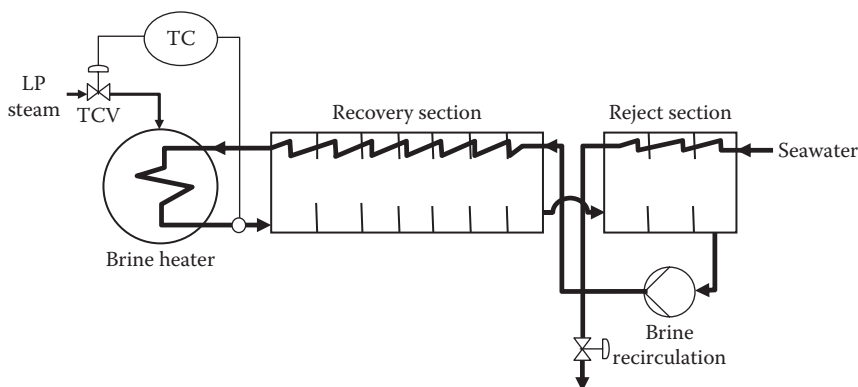 TC
LP
steam
TCV
Recovery section
Reject section
Seawater
Brine heater
Brine
recirculation